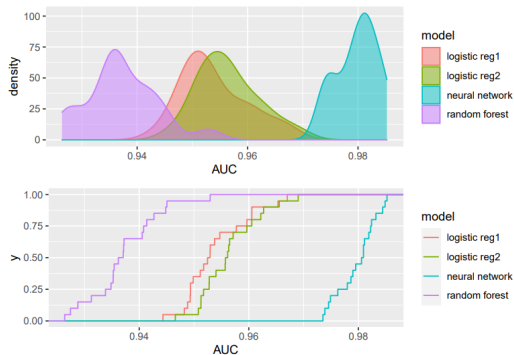 100
75
50
25
0
density
0.94
0.96
0.98
AUC
model
logistic reg1
logistic reg2
neural network
random forest
1.00
0.75
0.50
0.25
0.00
y
0.94
0.96
0.98
AUC
model
logistic reg1
logistic reg2
neural network
random forest